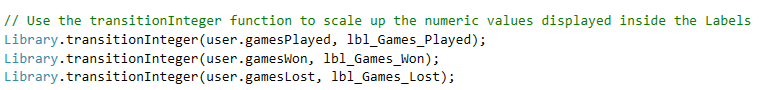 // Use the transitionInteger function to scale up the numeric values displayed inside the Labels
Library.transitionInteger(user.gamesPlayed, lbl_Games_Played);
Library.transitionInteger(user.gamesWon, lbl_Games_Won);
Library.transitionInteger(user.gamesLost, lbl_Games_Lost);